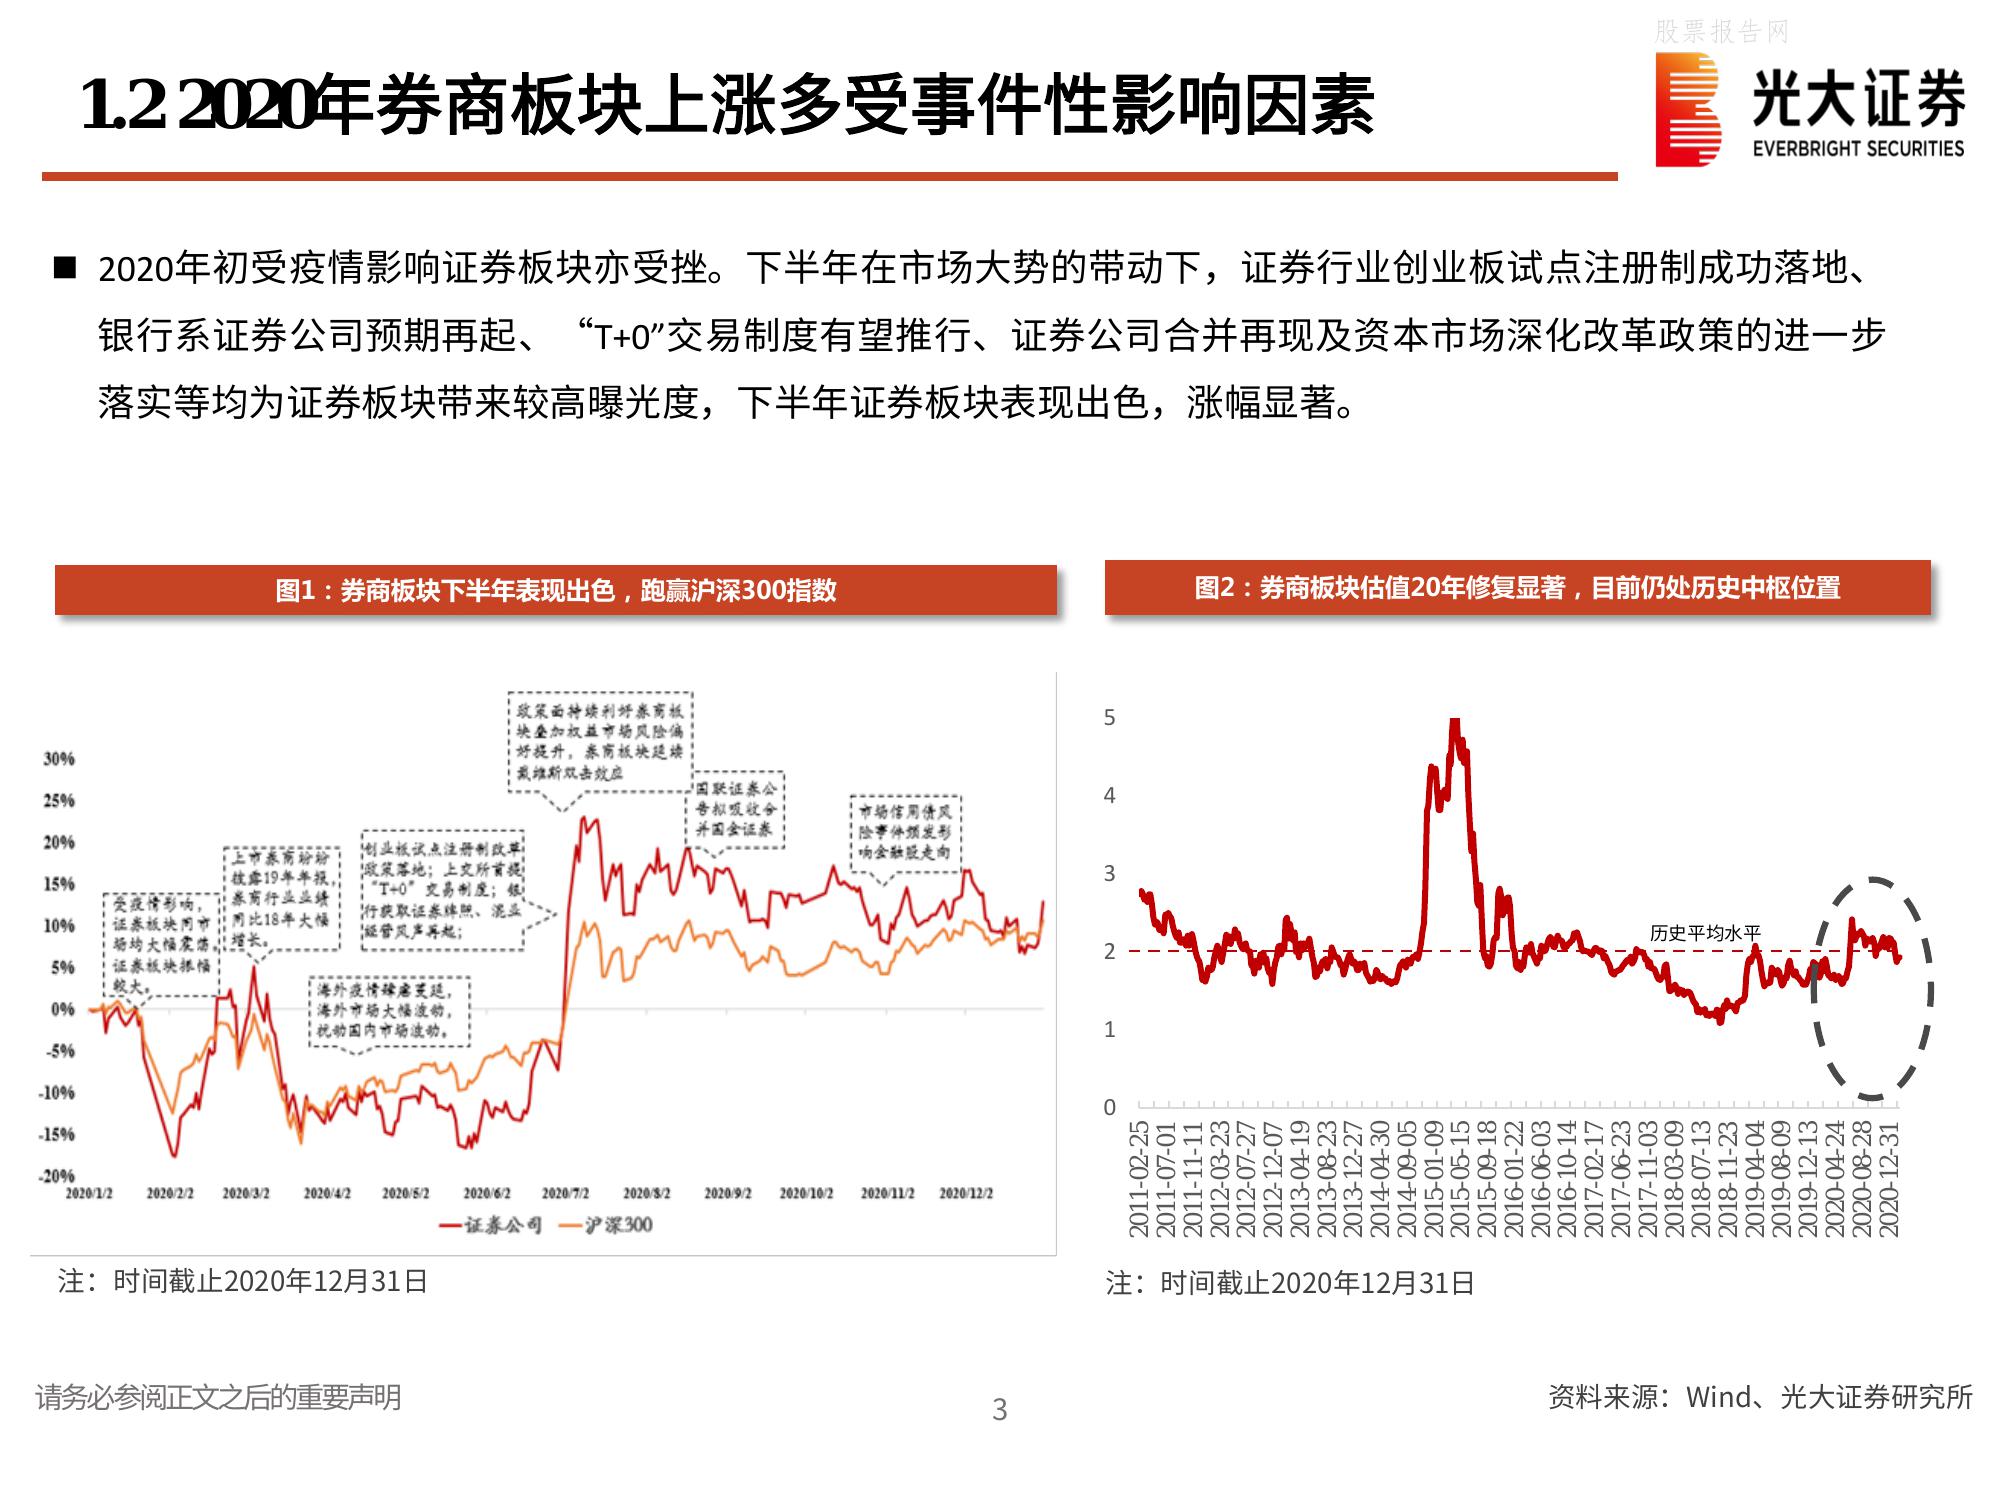 股票报告网
1.2 2020年券商板块上涨多受事件性影响因素
光大证券
EVERBRIGHT SECURITIES
■ 2020年初受疫情影响证券板块亦受挫。下半年在市场大势的带动下，证券行业创业板试点注册制成功落地、
银行系证券公司预期再起、“T+0”交易制度有望推行、证券公司合并再现及资本市场深化改革政策的进一步
落实等均为证券板块带来较高曝光度，下半年证券板块表现出色，涨幅显著。
图1：券商板块下半年表现出色，跑赢沪深300指数
政策面持续利好券商板
块叠加权益市场风险偏
好提升，券商板块延续
戴维斯双击效应
国联证券公
告拟吸收合
并国金证券
市场信用债风
险事件频发影
响金融股走向
创业板试点注册制改革
政策落地；上交所首提
“T+0”交易制度；银
行获取证券牌照、混业
经营风声再起；
上市券商纷纷
披露19年年报，
券商行业业绩
同比18年大幅
增长。
受疫情影响，
证券板块同市
场均大幅震荡，
证券板块振幅
较大。
海外疫情肆虐蔓延，
海外市场大幅波动，
扰动国内市场波动。
30%
25%
20%
15%
10%
5%
0%
-5%
-10%
-15%
-20%
2020/1/2 2020/2/2 2020/3/2 2020/4/2 2020/5/2 2020/6/2 2020/7/2 2020/8/2 2020/9/2 2020/10/2 2020/11/2 2020/12/2
证券公司 沪深300
注：时间截止2020年12月31日
图2：券商板块估值20年修复显著，目前仍处历史中枢位置
5
4
3
2
1
0
历史平均水平
2011-02-25
2011-07-01
2011-11-11
2012-03-23
2012-07-27
2012-12-07
2013-04-19
2013-08-23
2013-12-27
2014-04-30
2014-09-05
2015-01-09
2015-05-15
2015-09-18
2016-01-22
2016-06-03
2016-10-14
2017-02-17
2017-06-23
2017-11-03
2018-03-09
2018-07-13
2018-11-23
2019-04-04
2019-08-09
2019-12-13
2020-04-24
2020-08-28
2020-12-31
注：时间截止2020年12月31日
请务必参阅正文之后的重要声明
3
资料来源：Wind、光大证券研究所